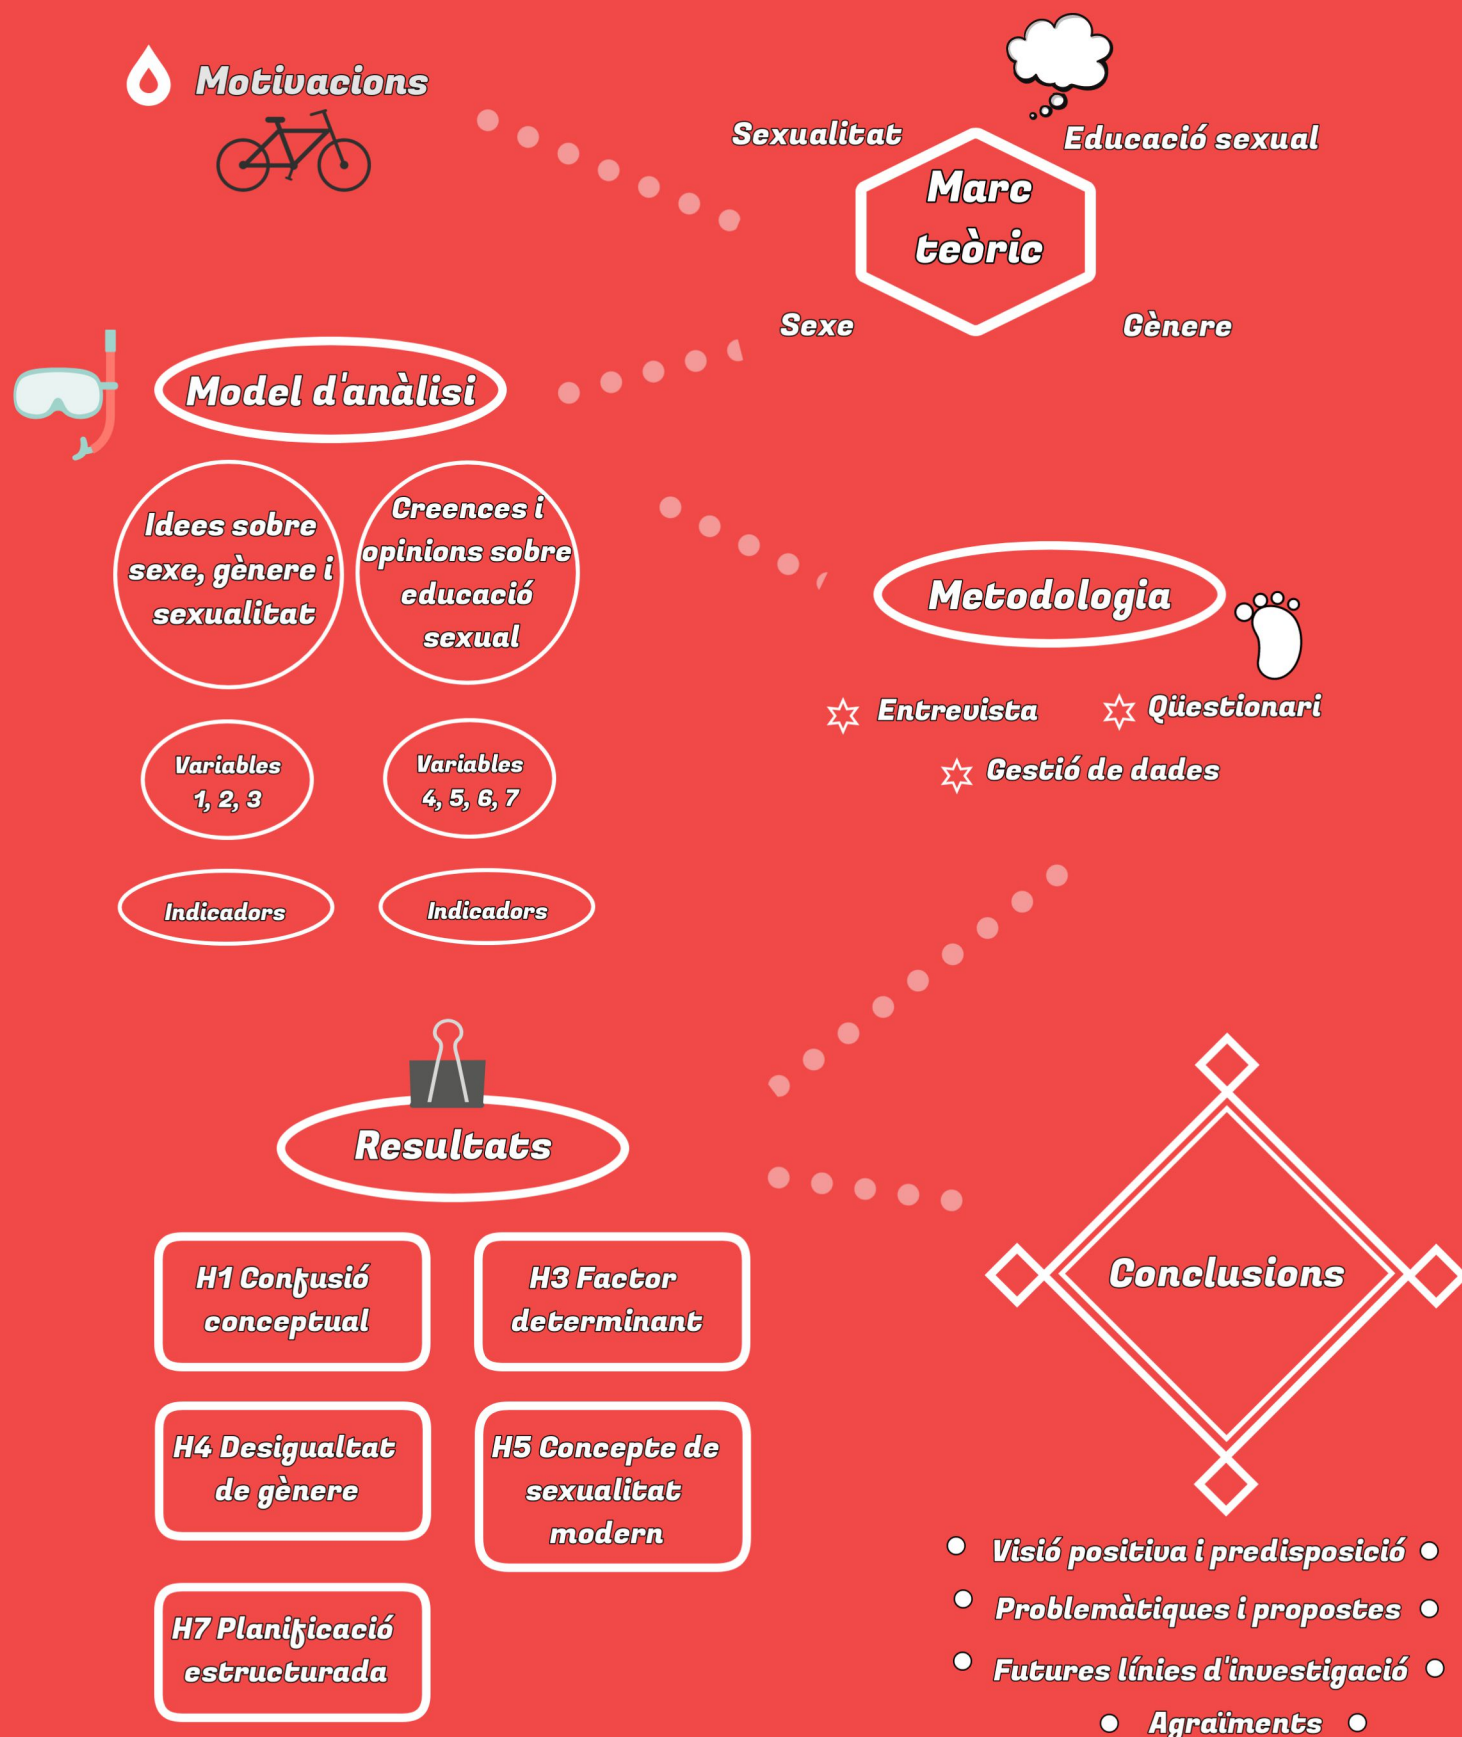 Motivacions
Sexualitat
Educació sexual
Marc
teòric
Sexe
Gènere
Model d'anàlisi
Idees sobre
sexe, gènere i
sexualitat
Creences i
opinions sobre
educació
sexual
Variables
1, 2, 3
Variables
4, 5, 6, 7
Indicadors
Indicadors
Metodologia
Entrevista
Qüestionari
Gestió de dades
Resultats
H1 Confusió
conceptual
H3 Factor
determinant
H4 Desigualtat
de gènere
H5 Concepte de
sexualitat
modern
H7 Planificació
estructurada
Conclusions
Visió positiva i predisposició
Problemàtiques i propostes
Futures línies d'investigació
Agraïments